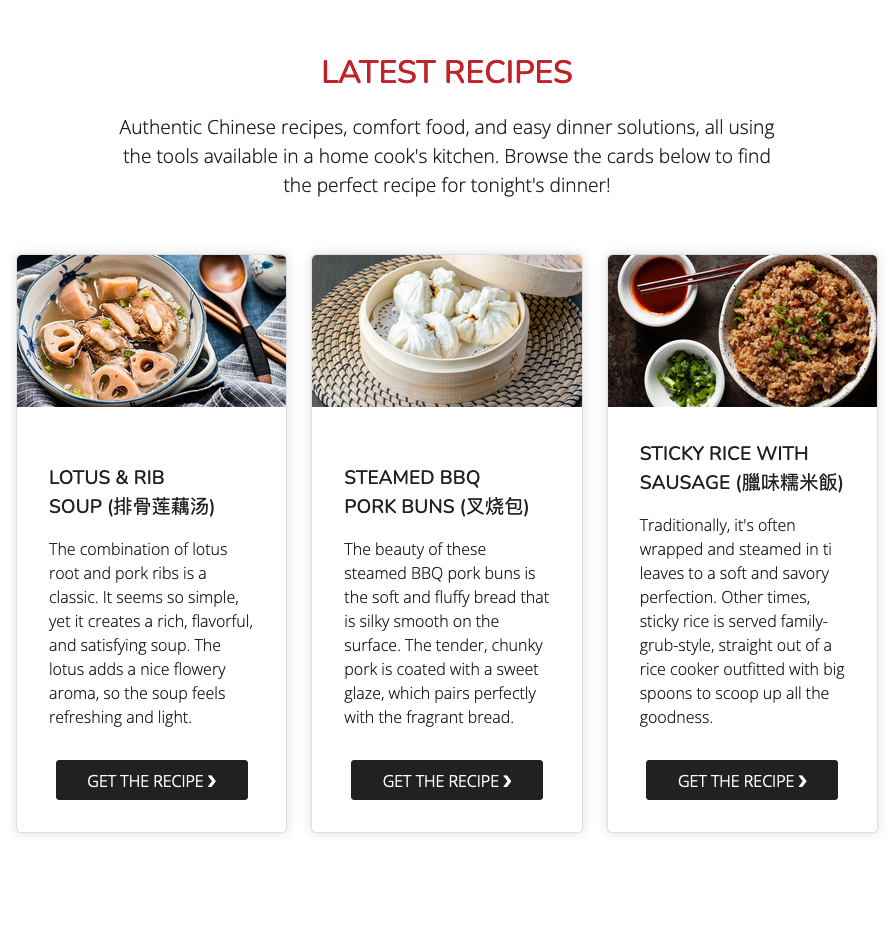 LATEST RECIPES
Authentic Chinese recipes, comfort food, and easy dinner solutions, all using
the tools available in a home cook's kitchen. Browse the cards below to find
the perfect recipe for tonight's dinner!
LOTUS & RIB
SOUP (排骨莲藕汤)
The combination of lotus
root and pork ribs is a
classic. It seems so simple,
yet it creates a rich, flavorful,
and satisfying soup. The
lotus adds a nice flowery
aroma, so the soup feels
refreshing and light.
GET THE RECIPE ❯
STEAMED BBQ
PORK BUNS (叉烧包)
The beauty of these
steamed BBQ pork buns is
the soft and fluffy bread that
is silky smooth on the
surface. The tender, chunky
pork is coated with a sweet
glaze, which pairs perfectly
with the fragrant bread.
GET THE RECIPE ❯
STICKY RICE WITH
SAUSAGE (臘味糯米飯)
Traditionally, it's often
wrapped and steamed in ti
leaves to a soft and savory
perfection. Other times,
sticky rice is served family-
grub-style, straight out of a
rice cooker outfitted with big
spoons to scoop up all the
goodness.
GET THE RECIPE ❯